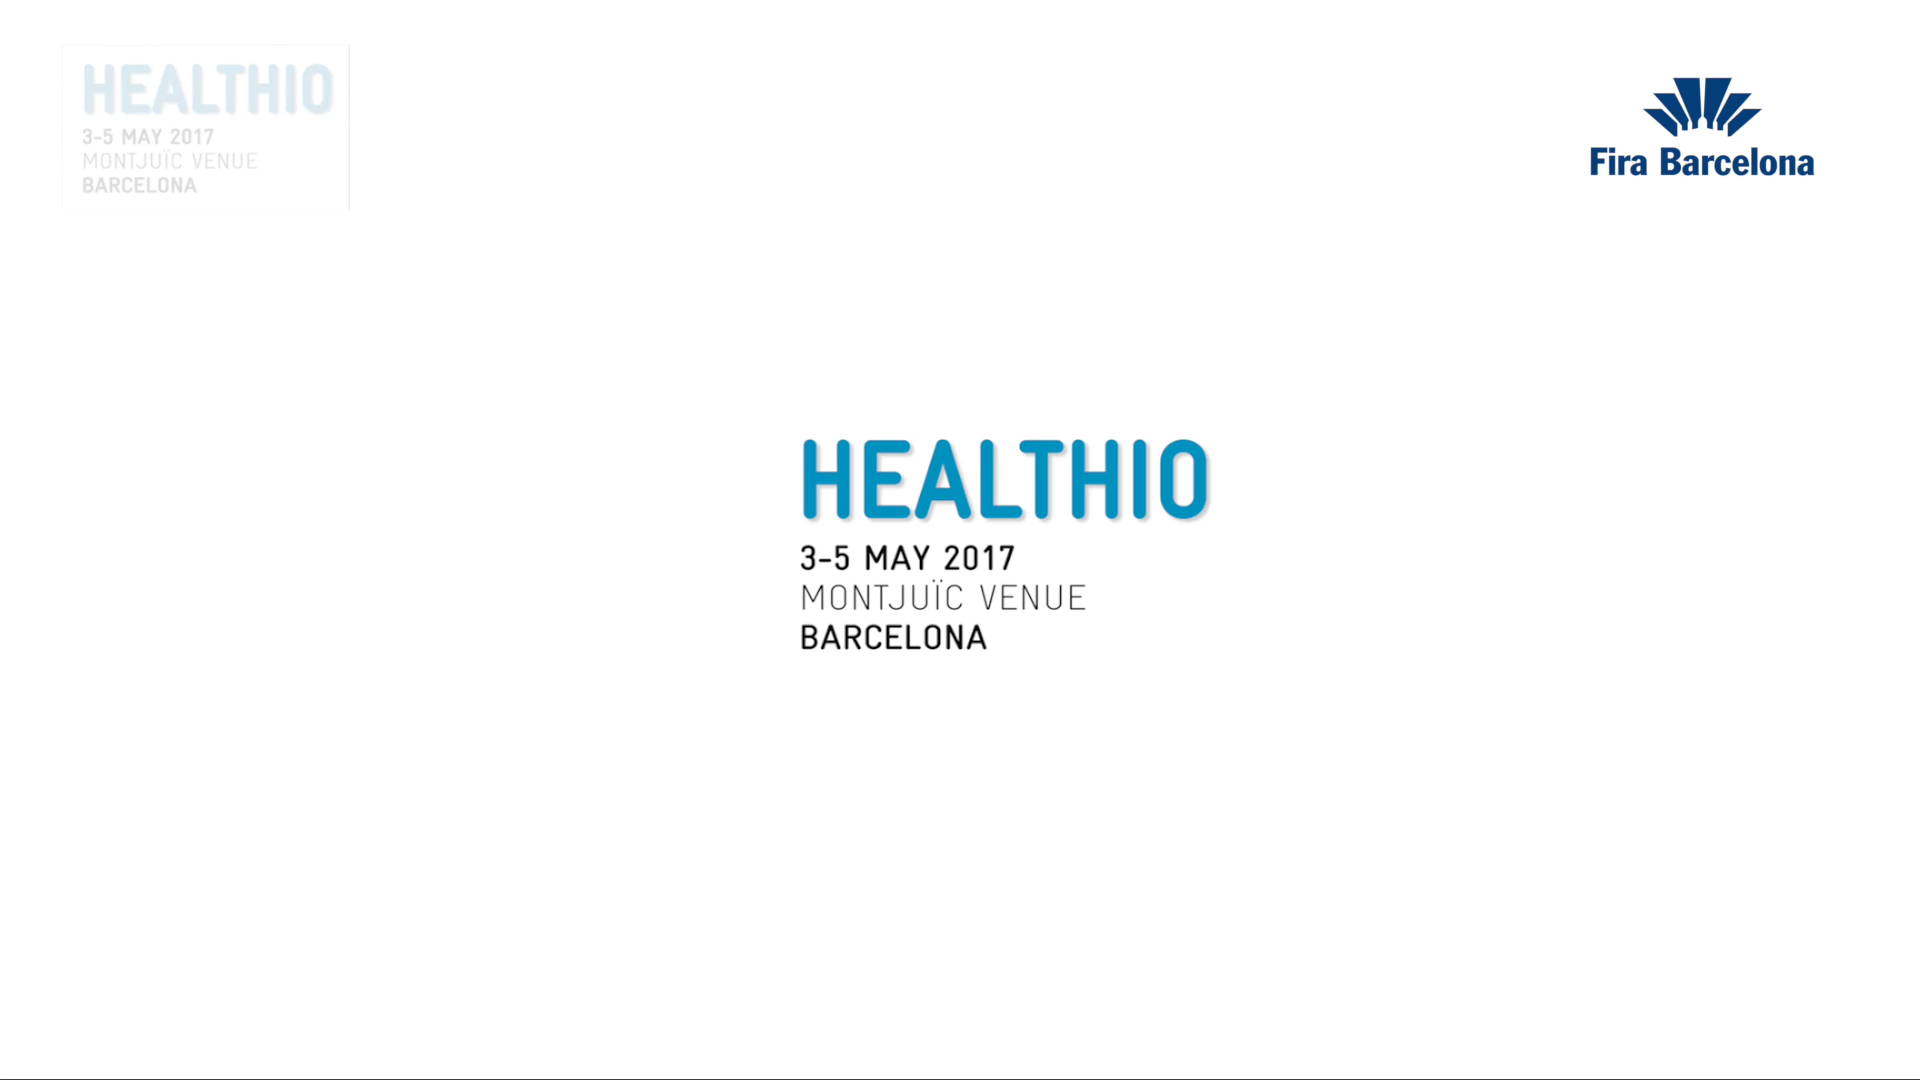 HEALTHIO
3-5 MAY 2017
MONTJUÏC VENUE
BARCELONA
Fira Barcelona
HEALTHIO
3-5 MAY 2017
MONTJUÏC VENUE
BARCELONA